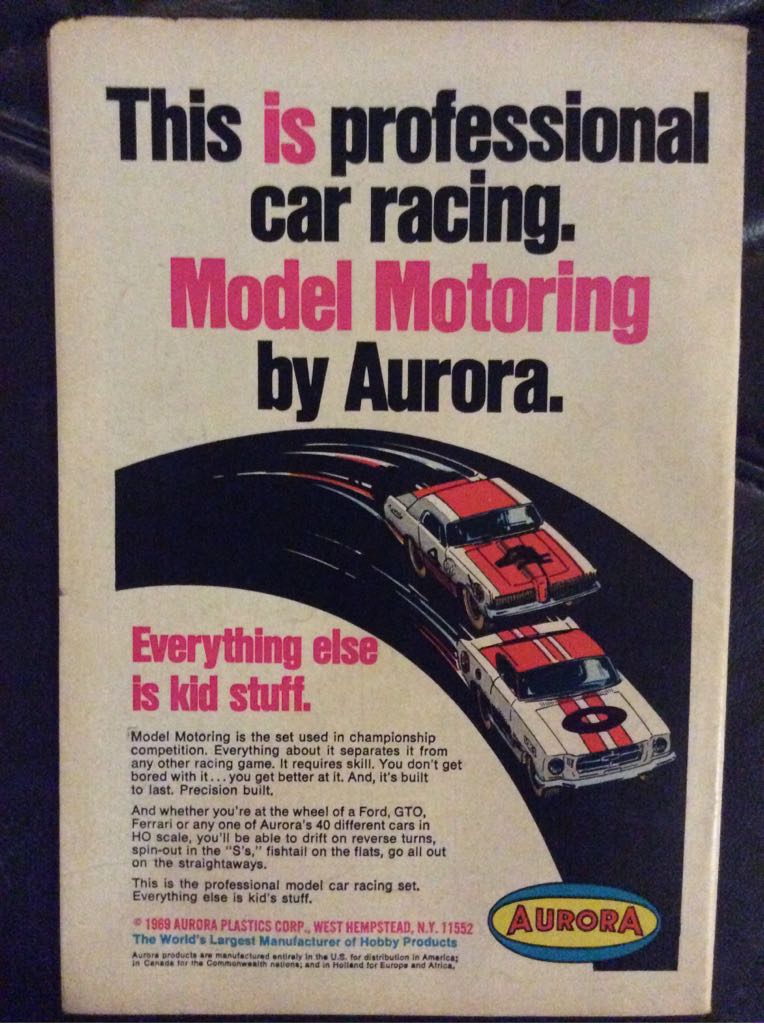 This is professional
car racing.
Model Motoring
by Aurora.
4
0
Everything else
is kid stuff.
Model Motoring is the set used in championship
competition. Everything about it separates it from
any other racing game. It requires skill. You don't get
bored with it...you get better at it. And, it's built
to last. Precision built.
And whether you're at the wheel of a Ford, GTO,
Ferrari or any one of Aurora's 40 different cars in
HO scale, you'll be able to drift on reverse turns,
spin-out in the "S's," fishtail on the flats, go all out
on the straightaways.
This is the professional model car racing set.
Everything else is kid's stuff.
© 1969 AURORA PLASTICS CORP., WEST HEMPSTEAD, N.Y. 11552
The World's Largest Manufacturer of Hobby Products
Aurora products are manufactured entirely in the U.S. for distribution in America;
in Canada for the Commonwealth nations; and in Holland for Europe and Africa.
AURORA